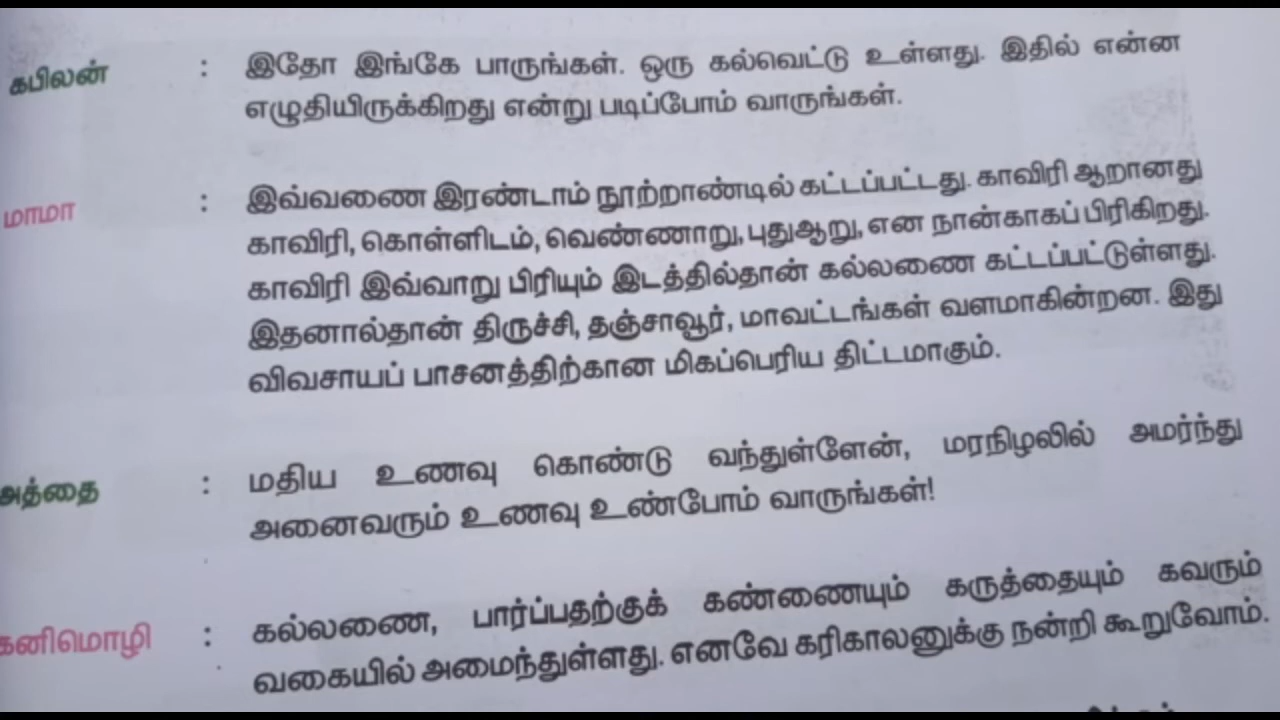 கபிலன் : இதோ இங்கே பாருங்கள். ஒரு கல்வெட்டு உள்ளது. இதில் என்ன
எழுதியிருக்கிறது என்று படிப்போம் வாருங்கள்.
மாமா : இவ்வணை இரண்டாம் நூற்றாண்டில் கட்டப்பட்டது. காவிரி ஆறானது
காவிரி, கொள்ளிடம், வெண்ணாறு, புதுஆறு, என நான்காகப் பிரிகிறது.
காவிரி இவ்வாறு பிரியும் இடத்தில்தான் கல்லணை கட்டப்பட்டுள்ளது.
இதனால்தான் திருச்சி, தஞ்சாவூர், மாவட்டங்கள் வளமாகின்றன. இது
விவசாயப் பாசனத்திற்கான மிகப்பெரிய திட்டமாகும்.
அத்தை : மதிய உணவு கொண்டு வந்துள்ளேன், மரநிழலில் அமர்ந்து
அனைவரும் உணவு உண்போம் வாருங்கள்!
கனிமொழி : கல்லணை, பார்ப்பதற்குக் கண்ணையும் கருத்தையும் கவரும்
வகையில் அமைந்துள்ளது. எனவே கரிகாலனுக்கு நன்றி கூறுவோம்.